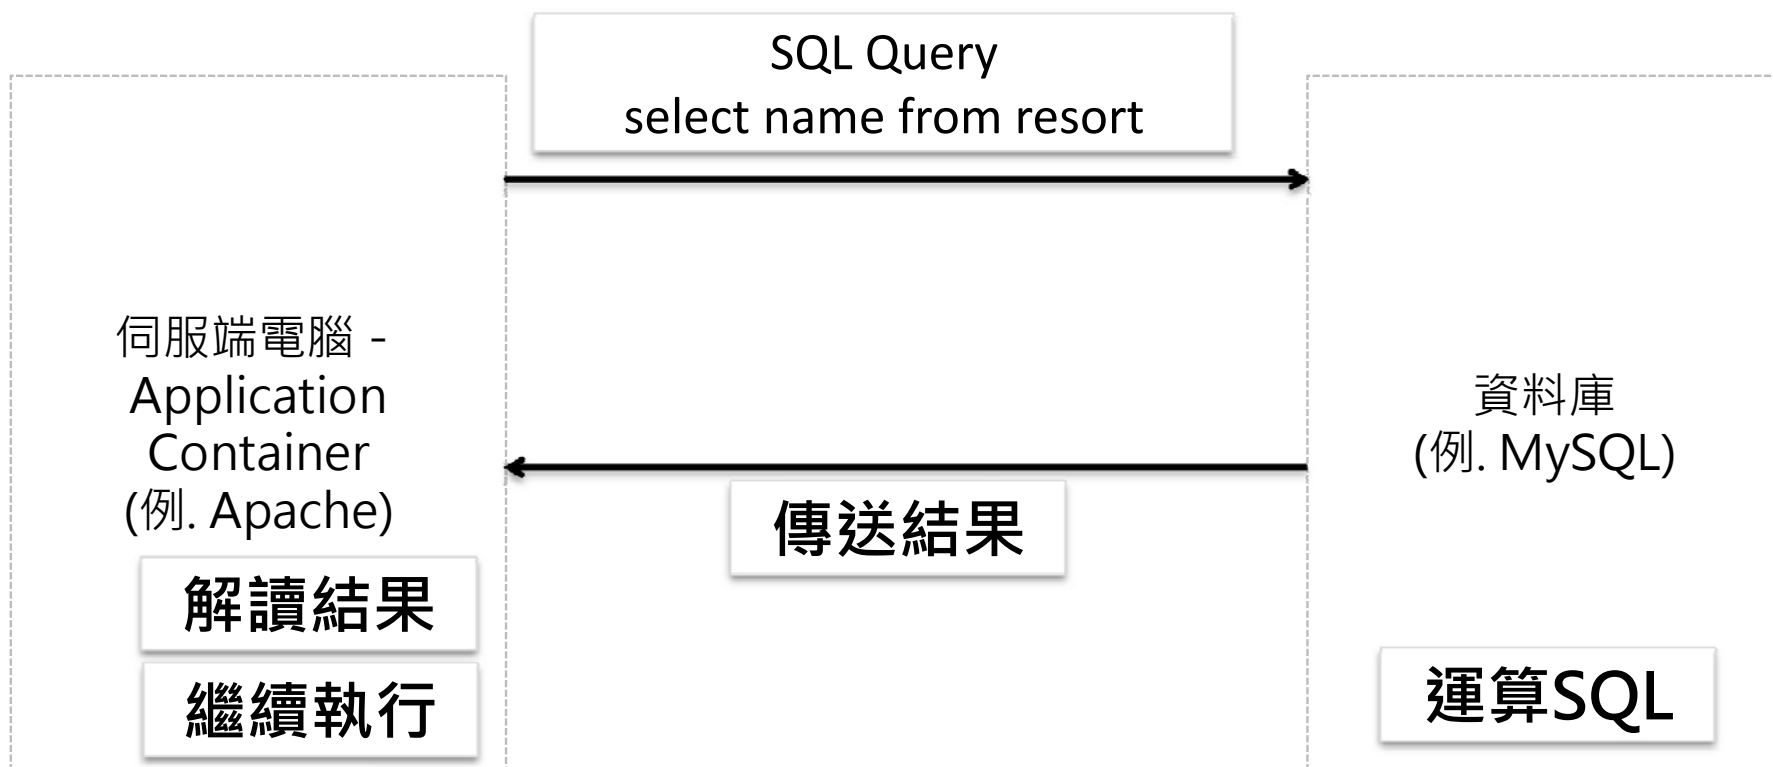 SQL Query
select name from resort
伺服端電腦 -
Application
Container
(例. Apache)
資料庫
(例. MySQL)
傳送結果
解讀結果
繼續執行
運算SQL